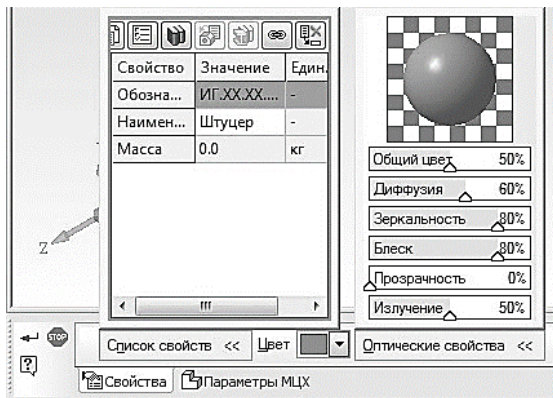 Свойство Значение Един.
Обозна... ИГ.ХХ.ХХ.... -
Наимен... Штуцер -
Масса 0.0 кг
Общий цвет 50%
Диффузия 60%
Зеркальность 80%
Блеск 80%
Прозрачность 0%
Излучение 50%
Z
STOP
Список свойств << Цвет Оптические свойства <<
Свойства Параметры МЦХ